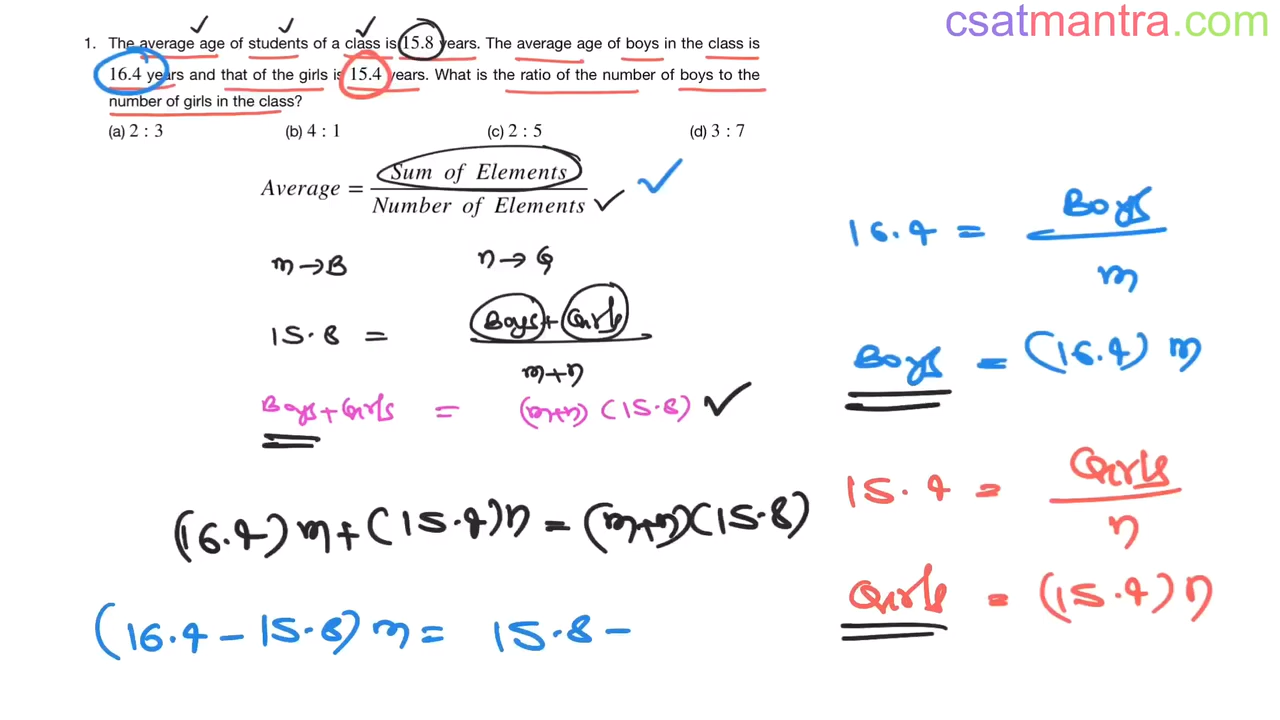 csatmantra.com
1. The average age of students of a class is 15.8 years. The average age of boys in the class is
16.4 years and that of the girls is 15.4 years. What is the ratio of the number of boys to the
number of girls in the class?
(a) 2 : 3 (b) 4 : 1 (c) 2 : 5 (d) 3 : 7
Average = Sum of Elements
Number of Elements
m → B n → G
15.8 = Boys + Girls
m+n
Boys + Girls = (m+n) (15.8)
(16.4) m + (15.4) n = (m+n) (15.8)
(16.4 – 15.8) m = 15.8 –
16.4 = Boys
m
Boys = (16.4) m
15.4 = Girls
n
Girls = (15.4) n